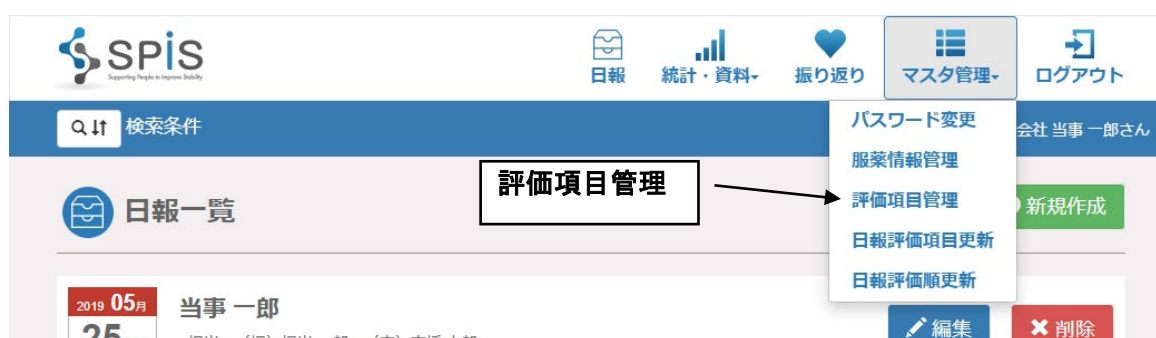 SPiS
Supporting People to Improve Stability
日報
統計・資料
振り返り
マスタ管理
ログアウト
検索条件
会社 当事 一郎さん
パスワード変更
服薬情報管理
評価項目管理
日報評価項目更新
日報評価順更新
評価項目管理
日報一覧
新規作成
2019 05月
25
当事 一郎
編集
削除